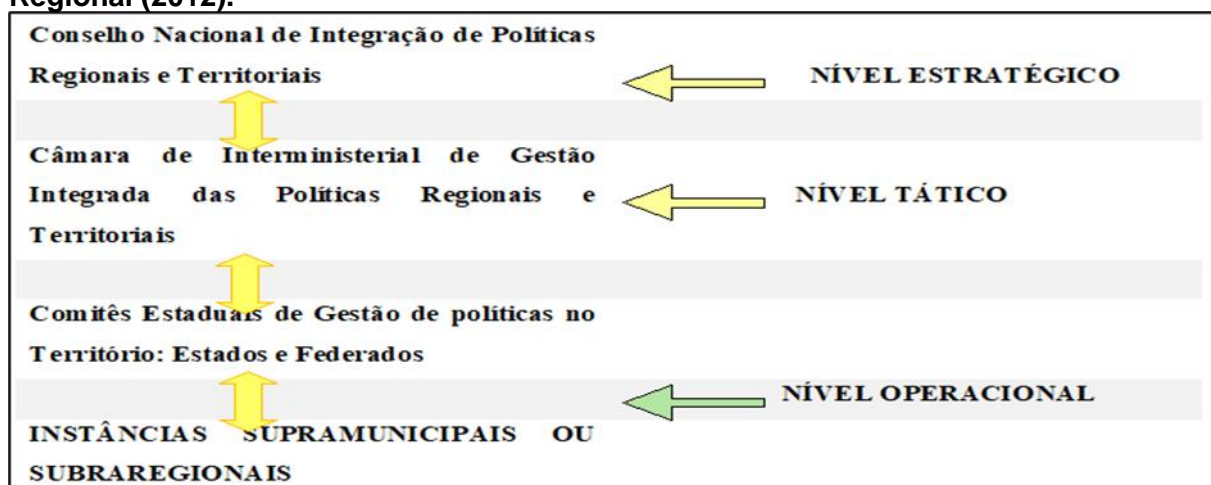 Regional (2012).
Conselho Nacional de Integração de Políticas
Regionais e Territoriais
NÍVEL ESTRATÉGICO
Câmara de Interministerial de Gestão
Integrada das Políticas Regionais e
Territoriais
NÍVEL TÁTICO
Comitês Estaduais de Gestão de políticas no
Território: Estados e Federados
NÍVEL OPERACIONAL
INSTÂNCIAS SUPRAMUNICIPAIS OU
SUBRAREGIONAIS